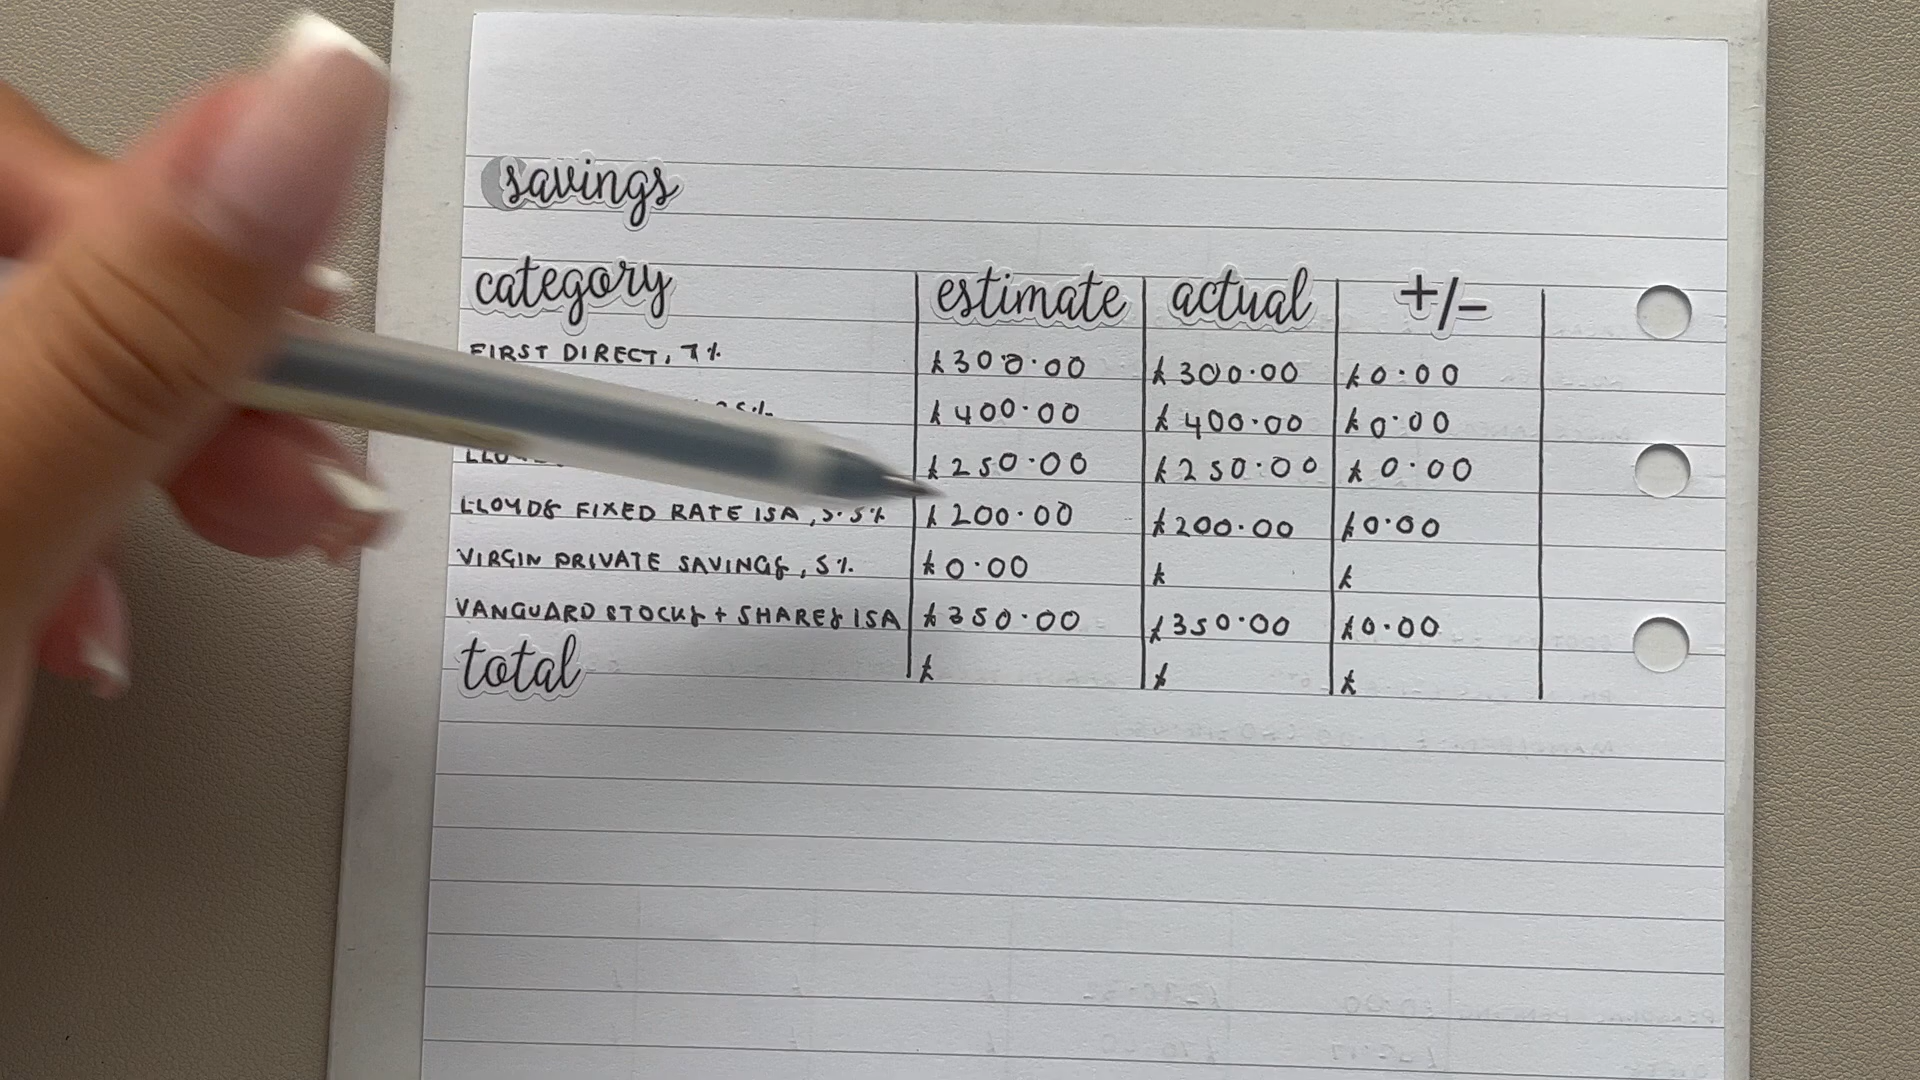 savings
category estimate actual +/-
FIRST DIRECT, 7% £300.00 £300.00 £0.00
£400.00 £400.00 £0.00
£250.00 £250.00 £0.00
LLOYDS FIXED RATE ISA, £200.00 £200.00 £0.00
VIRGIN PRIVATE SAVINGS, 5% £0.00 £ £
VANGUARD STOCKS + SHARES ISA £350.00 £350.00 £0.00
total £ £ £